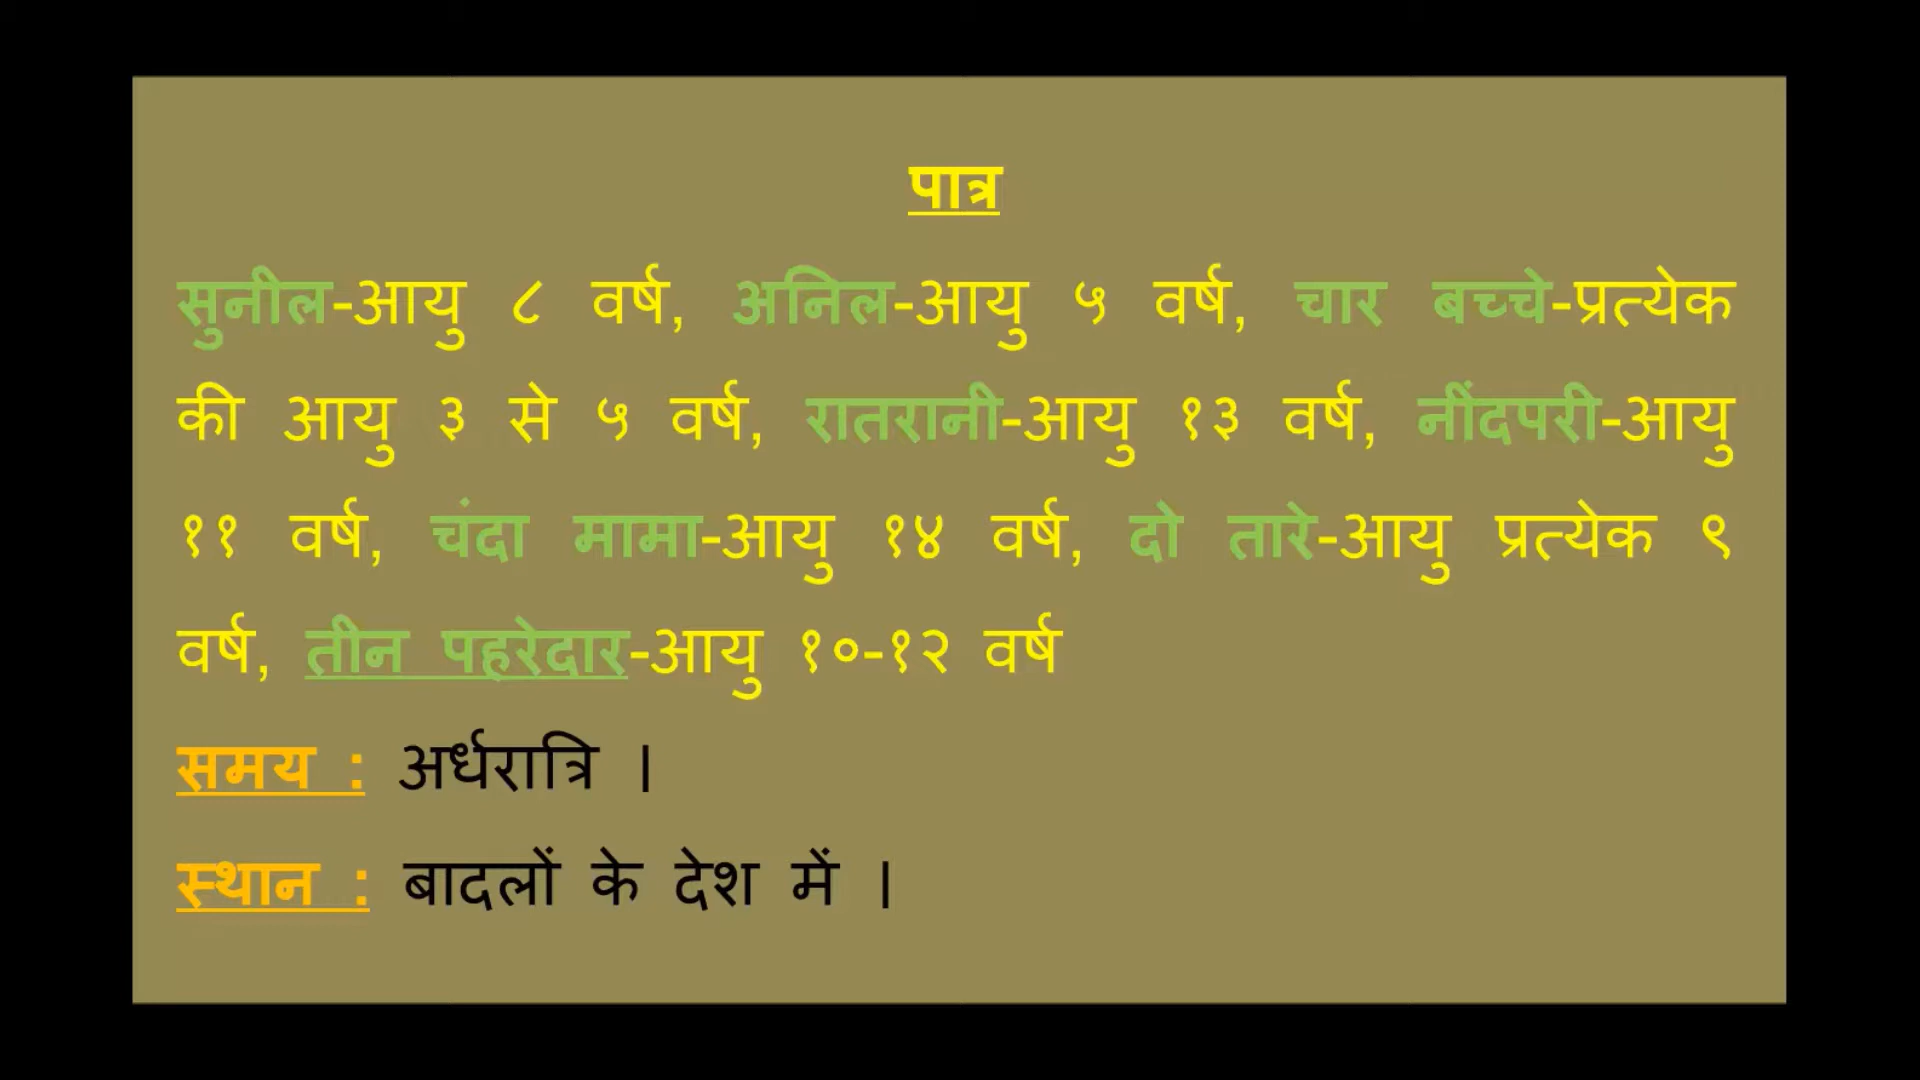 पात्र
सुनील-आयु ८ वर्ष, अनिल-आयु ५ वर्ष, चार बच्चे-प्रत्येक
की आयु ३ से ५ वर्ष, रातरानी-आयु १३ वर्ष, नींदपरी-आयु
११ वर्ष, चंदा मामा-आयु १४ वर्ष, दो तारे-आयु प्रत्येक ९
वर्ष, तीन पहरेदार-आयु १०-१२ वर्ष
समय : अर्धरात्रि ।
स्थान : बादलों के देश में ।